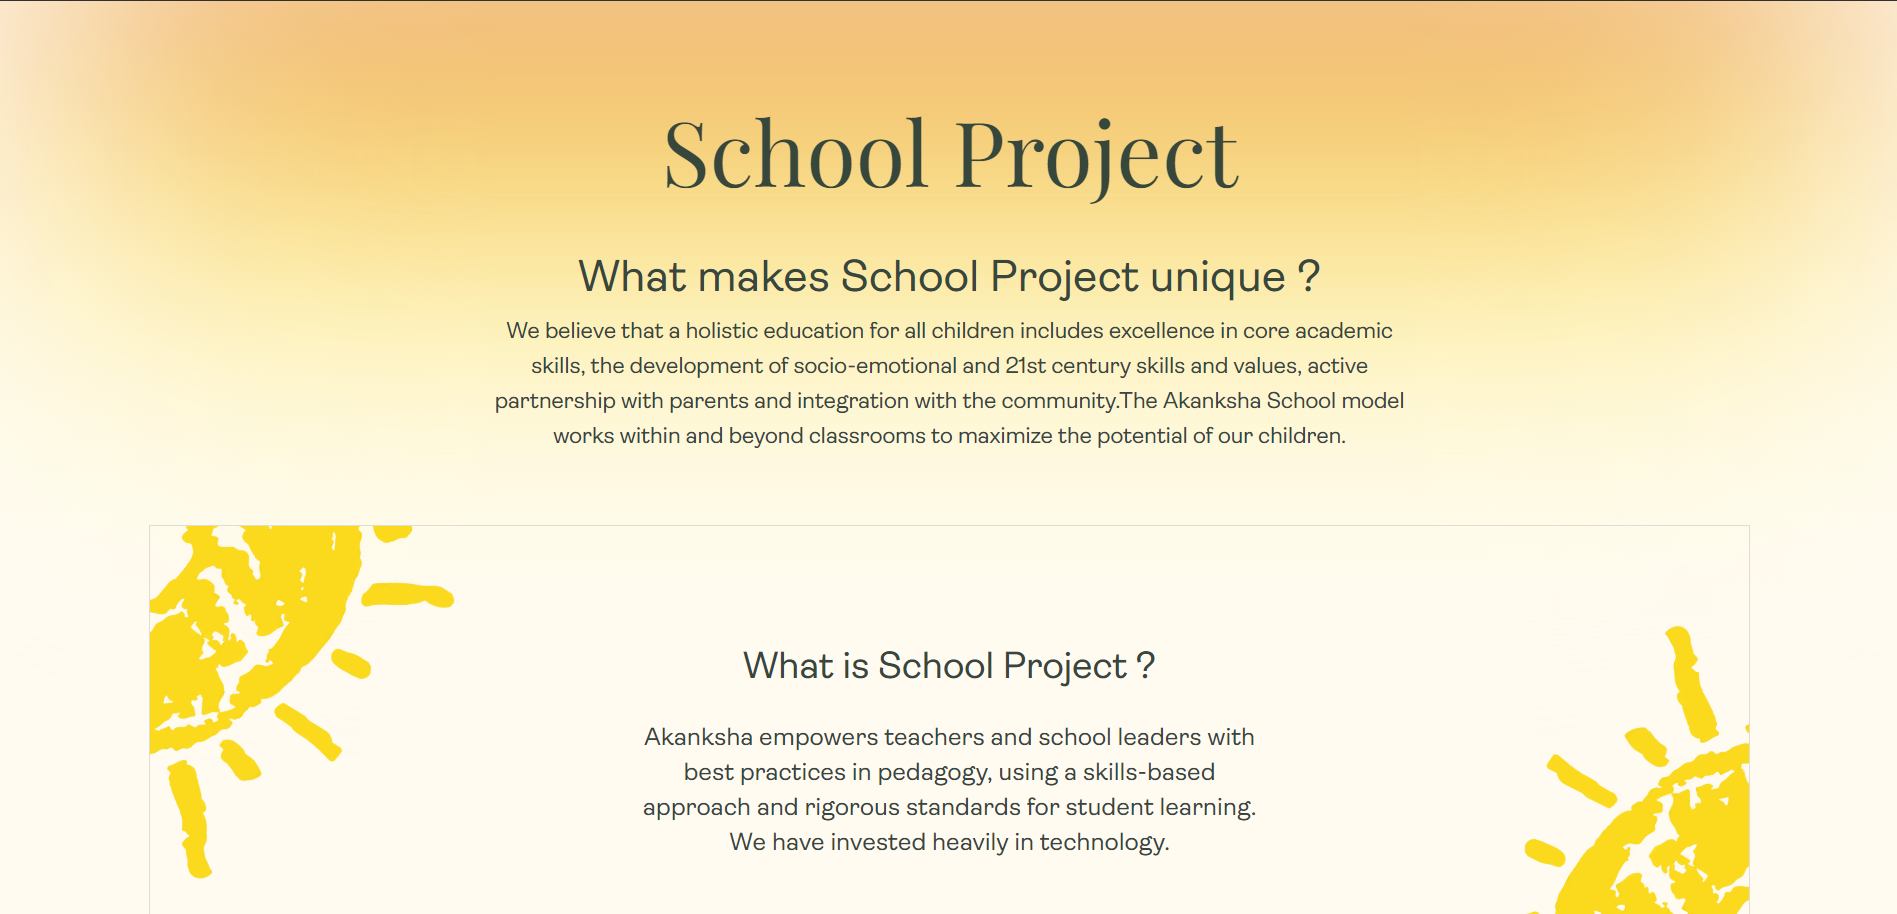 School Project
What makes School Project unique ?
We believe that a holistic education for all children includes excellence in core academic
skills, the development of socio-emotional and 21st century skills and values, active
partnership with parents and integration with the community.The Akanksha School model
works within and beyond classrooms to maximize the potential of our children.
What is School Project ?
Akanksha empowers teachers and school leaders with
best practices in pedagogy, using a skills-based
approach and rigorous standards for student learning.
We have invested heavily in technology.